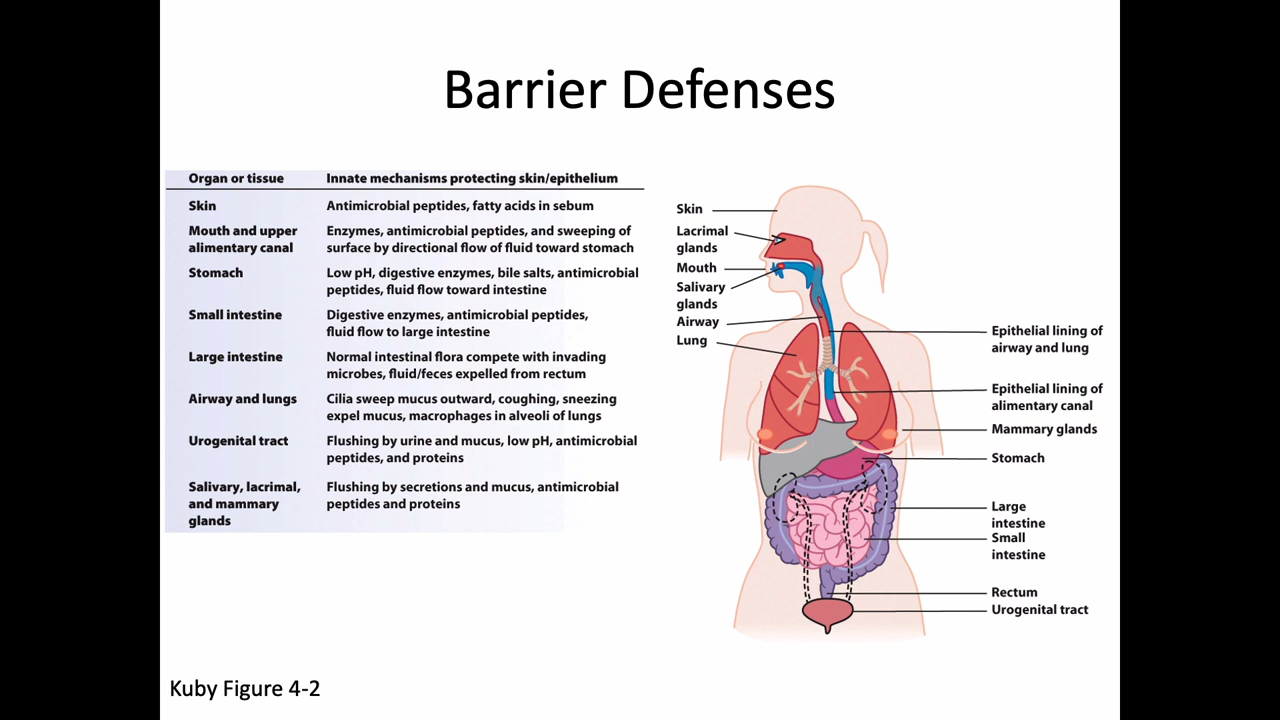 Barrier Defenses
Organ or tissue Innate mechanisms protecting skin/epithelium
Skin Antimicrobial peptides, fatty acids in sebum
Mouth and upper Enzymes, antimicrobial peptides, and sweeping of
alimentary canal surface by directional flow of fluid toward stomach
Stomach Low pH, digestive enzymes, bile salts, antimicrobial
peptides, fluid flow toward intestine
Small intestine Digestive enzymes, antimicrobial peptides,
fluid flow to large intestine
Large intestine Normal intestinal flora compete with invading
microbes, fluid/feces expelled from rectum
Airway and lungs Cilia sweep mucus outward, coughing, sneezing
expel mucus, macrophages in alveoli of lungs
Urogenital tract Flushing by urine and mucus, low pH, antimicrobial
peptides, and proteins
Salivary, lacrimal, Flushing by secretions and mucus, antimicrobial
and mammary peptides and proteins
glands
Skin
Lacrimal
glands
Mouth
Salivary
glands
Airway
Lung
Epithelial lining of
airway and lung
Epithelial lining of
alimentary canal
Mammary glands
Stomach
Large
intestine
Small
intestine
Rectum
Urogenital tract
Kuby Figure 4-2